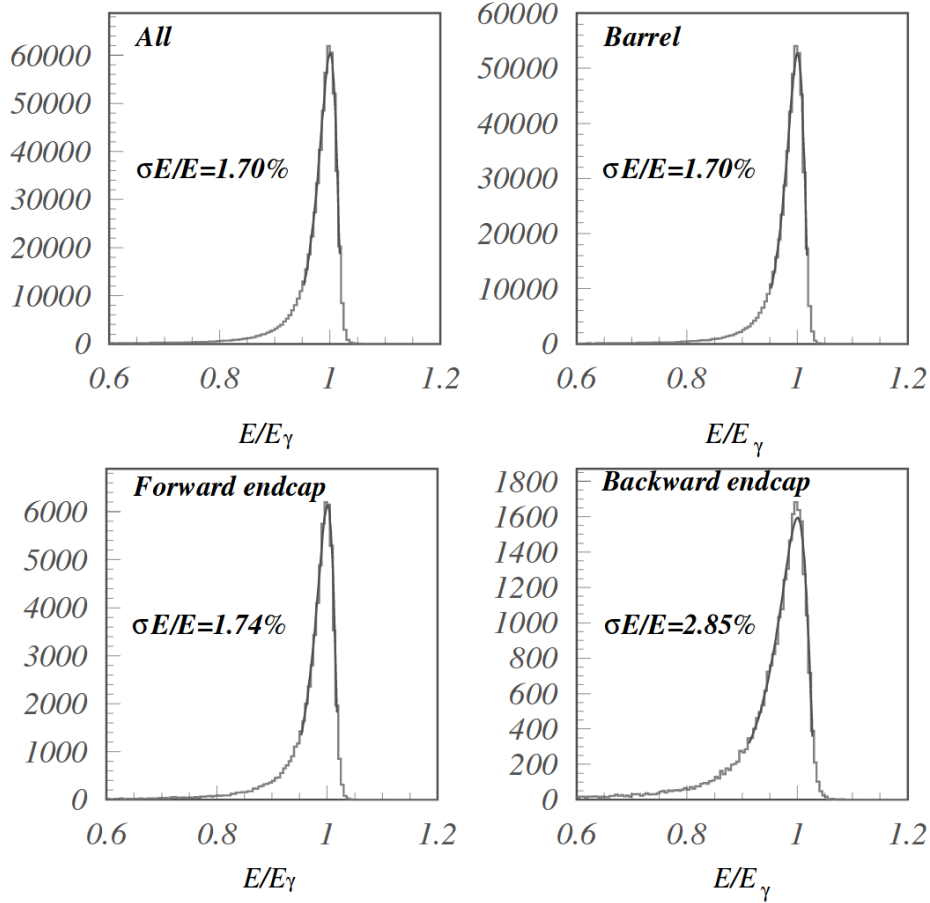 All
60000
50000
40000
30000
20000
10000
0
σE/E=1.70%
0.6 0.8 1 1.2
E/Eγ
Barrel
60000
50000
40000
30000
20000
10000
0
σE/E=1.70%
0.6 0.8 1 1.2
E/E γ
Forward endcap
6000
5000
4000
3000
2000
1000
0
σE/E=1.74%
0.6 0.8 1 1.2
E/Eγ
Backward endcap
1800
1600
1400
1200
1000
800
600
400
200
0
σE/E=2.85%
0.6 0.8 1 1.2
E/E γ